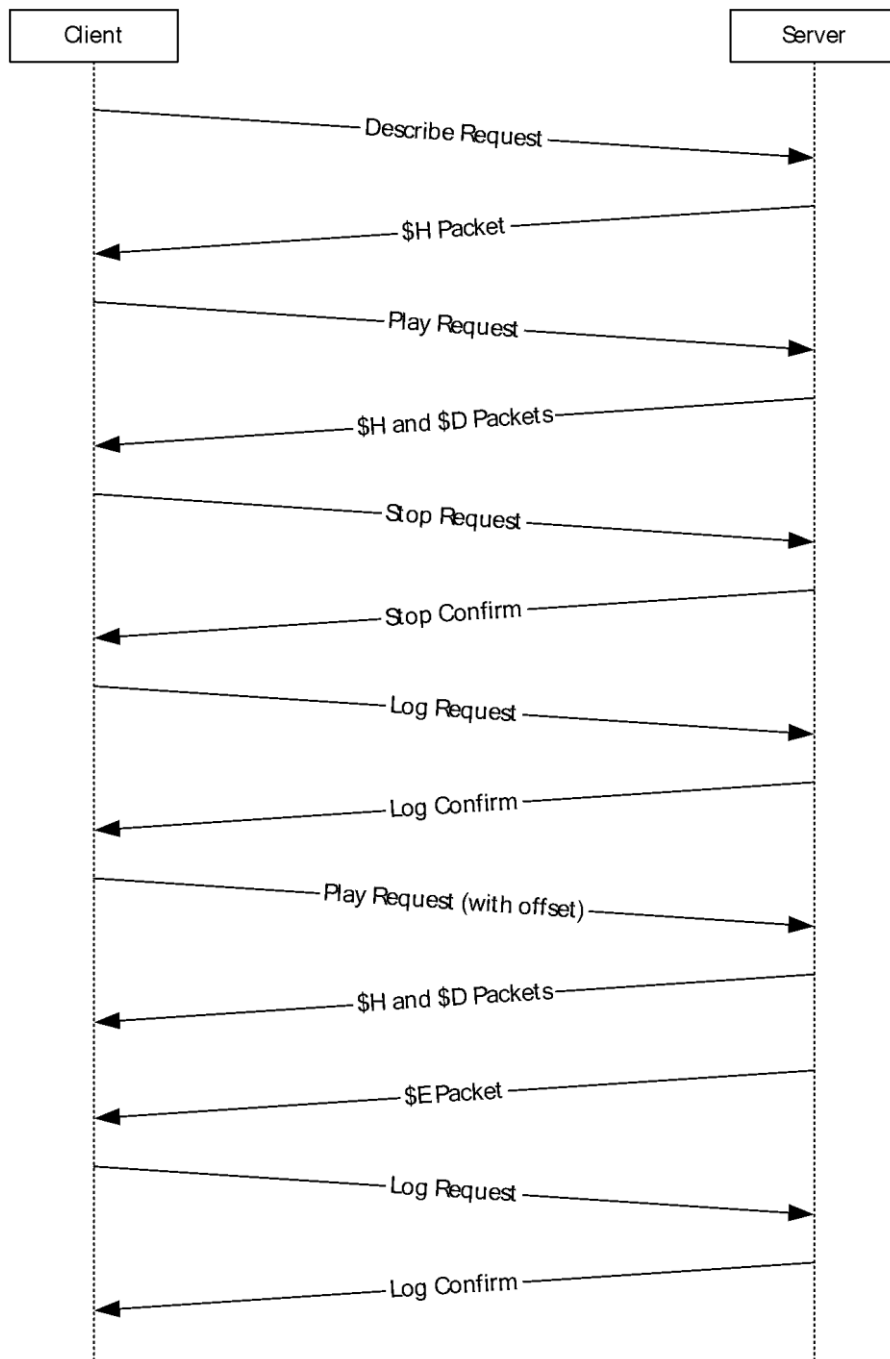 Client
Server
Describe Request
$H Packet
Play Request
$H and $D Packets
Stop Request
Stop Confirm
Log Request
Log Confirm
Play Request (with offset)
$H and $D Packets
$E Packet
Log Request
Log Confirm